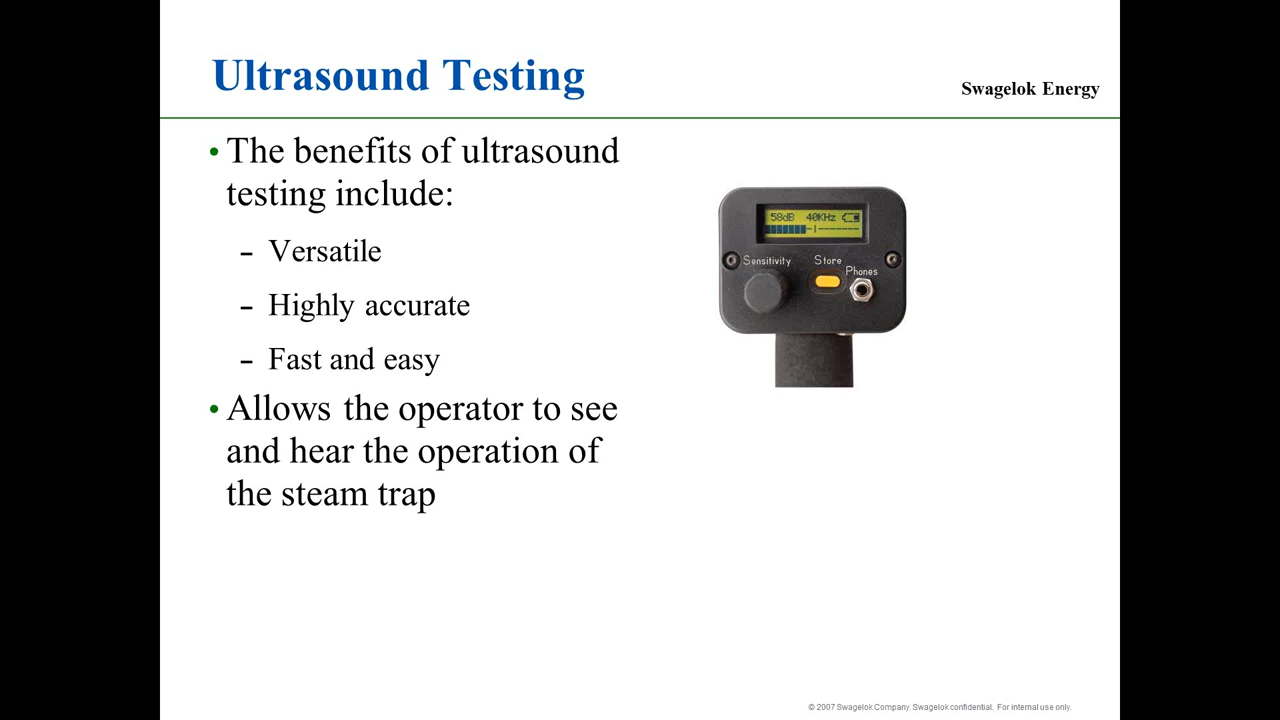 Ultrasound Testing
Swagelok Energy
• The benefits of ultrasound
testing include:
– Versatile
– Highly accurate
– Fast and easy
• Allows the operator to see
and hear the operation of
the steam trap
58dB 40KHz
Sensitivity
Store
Phones
© 2007 Swagelok Company. Swagelok confidential. For internal use only.